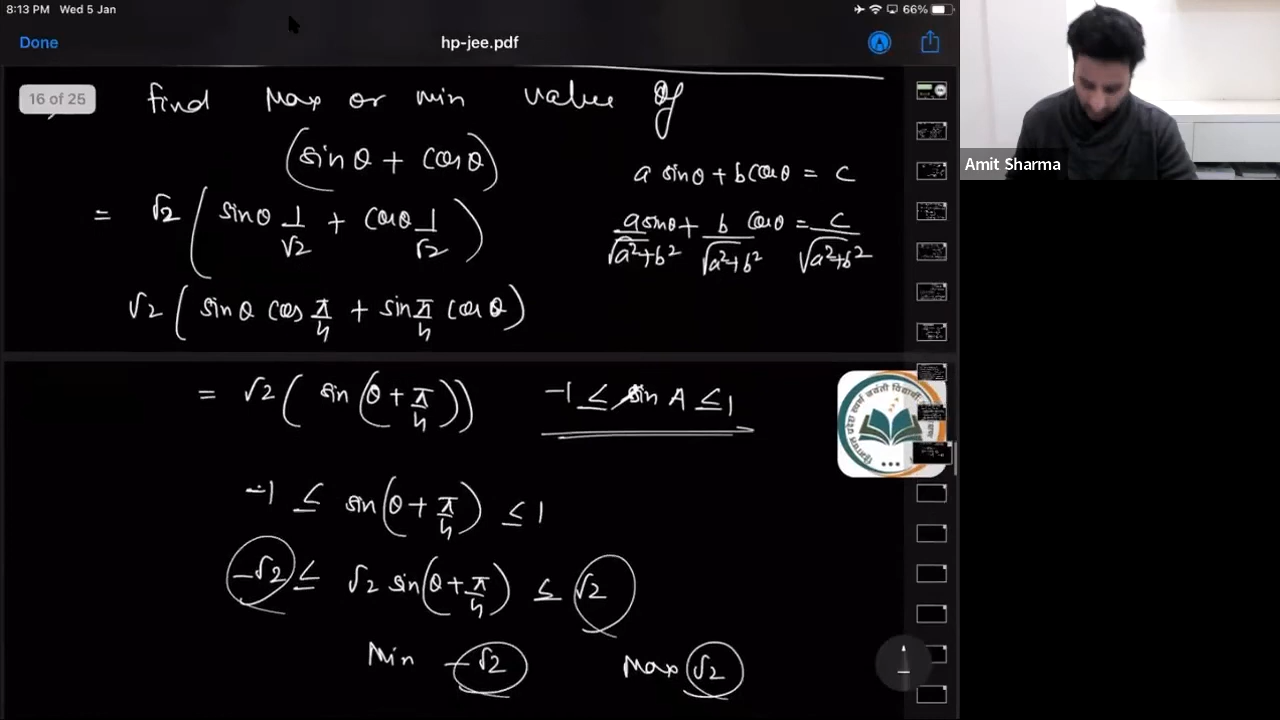 8:13 PM Wed 5 Jan
66%
Done
hp-jee.pdf
16 of 25
find Max or min value of
(sin θ + cos θ)
a sin θ + b cos θ = c
= √2 ( sin θ 1/√2 + cos θ 1/√2 )
a sin θ/√a²+b² + b/√a²+b² cos θ = c/√a²+b²
√2 ( sin θ cos π/4 + sin π/4 cos θ )
= √2 ( sin (θ + π/4) )
-1 ≤ sin A ≤ 1
-1 ≤ sin (θ + π/4) ≤ 1
-√2 ≤ √2 sin (θ + π/4) ≤ √2
Min -√2
Max √2
Amit Sharma